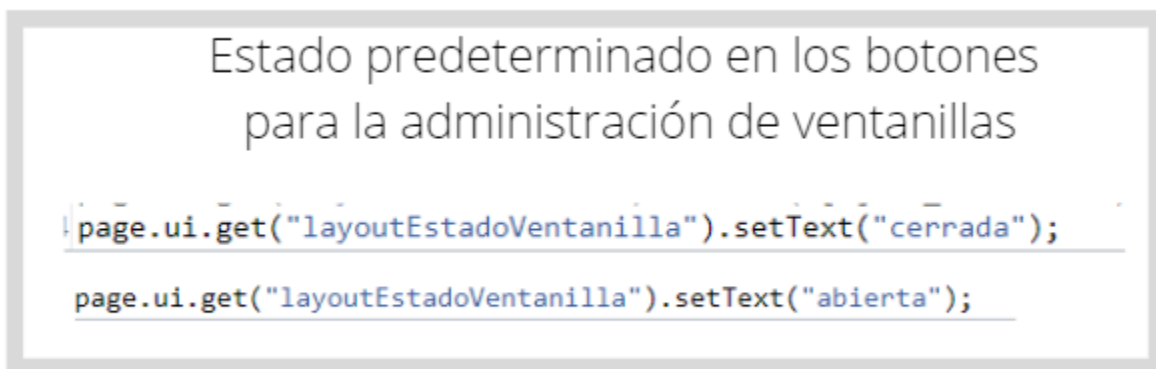 Estado predeterminado en los botones
para la administración de ventanillas
page.ui.get("layoutEstadoVentanilla").setText("cerrada");
page.ui.get("layoutEstadoVentanilla").setText("abierta");